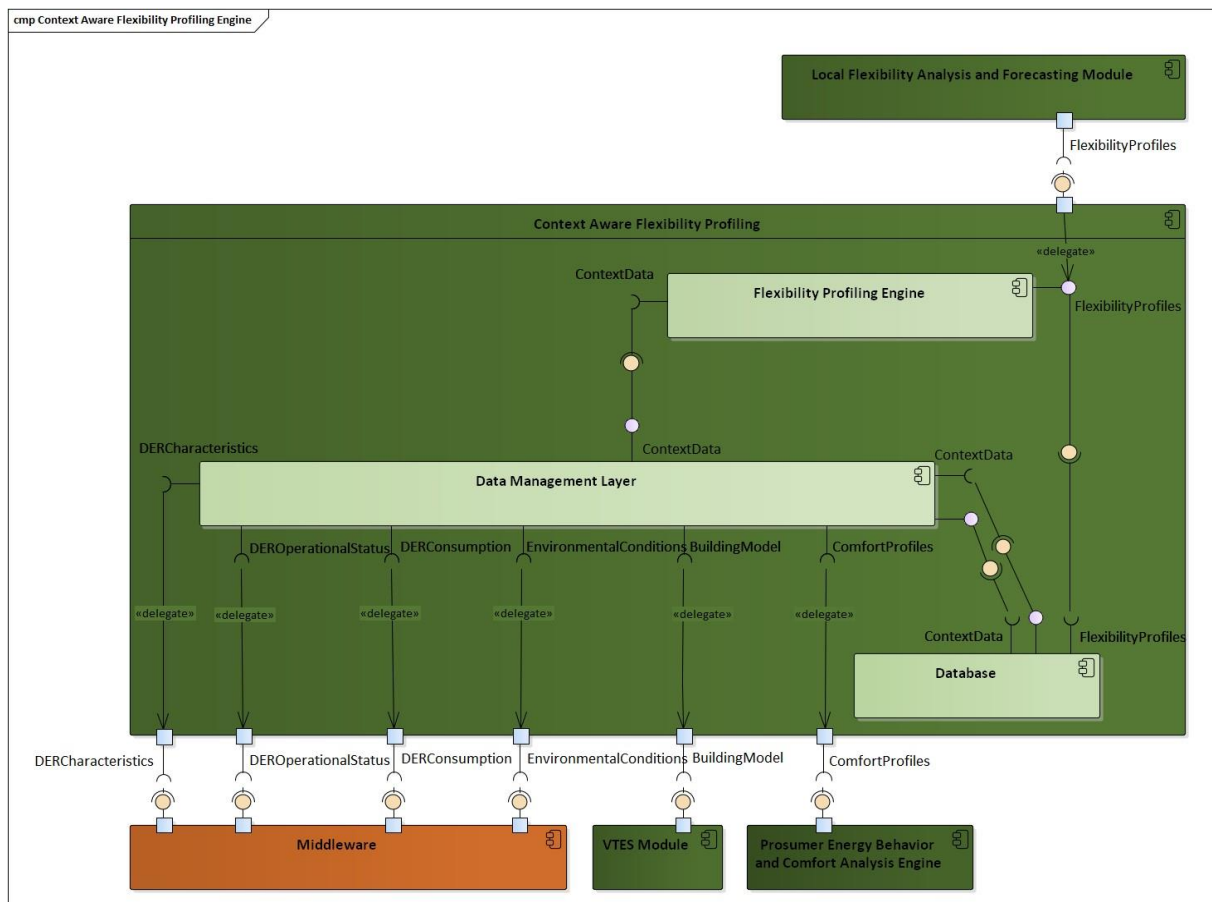 cmp Context Aware Flexibility Profiling Engine
Local Flexibility Analysis and Forecasting Module
FlexibilityProfiles
Context Aware Flexibility Profiling
«delegate»
ContextData
Flexibility Profiling Engine
FlexibilityProfiles
DERCharacteristics
ContextData
ContextData
Data Management Layer
DEROperationalStatus
DERConsumption
EnvironmentalConditions
BuildingModel
ComfortProfiles
«delegate»
«delegate»
«delegate»
«delegate»
«delegate»
«delegate»
ContextData
FlexibilityProfiles
Database
DERCharacteristics
DEROperationalStatus
DERConsumption
EnvironmentalConditions
BuildingModel
ComfortProfiles
Middleware
VTES Module
Prosumer Energy Behavior
and Comfort Analysis Engine